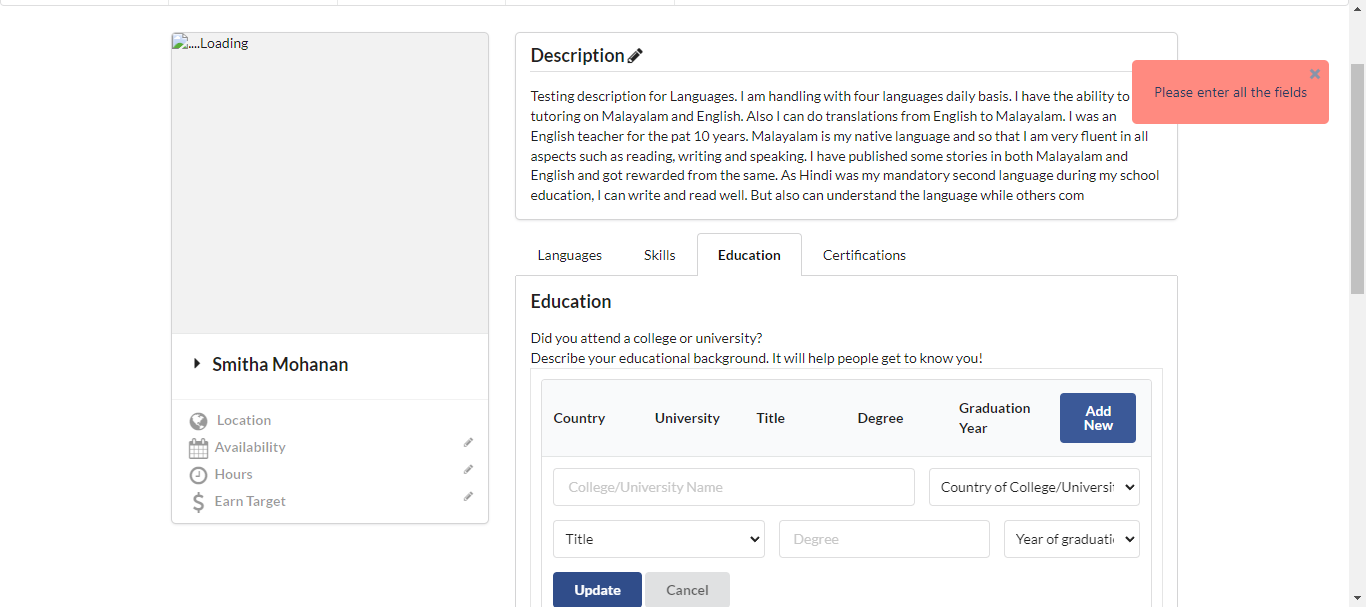 ....Loading
Smitha Mohanan
Location
Availability
Hours
Earn Target
Description
Testing description for Languages. I am handling with four languages daily basis. I have the ability to
tutoring on Malayalam and English. Also I can do translations from English to Malayalam. I was an
English teacher for the pat 10 years. Malayalam is my native language and so that I am very fluent in all
aspects such as reading, writing and speaking. I have published some stories in both Malayalam and
English and got rewarded from the same. As Hindi was my mandatory second language during my school
education, I can write and read well. But also can understand the language while others com
Please enter all the fields
Languages Skills Education Certifications
Education
Did you attend a college or university?
Describe your educational background. It will help people get to know you!
Country University Title Degree Graduation Year Add New
College/University Name Country of College/Universit
Title Degree Year of graduati
Update Cancel